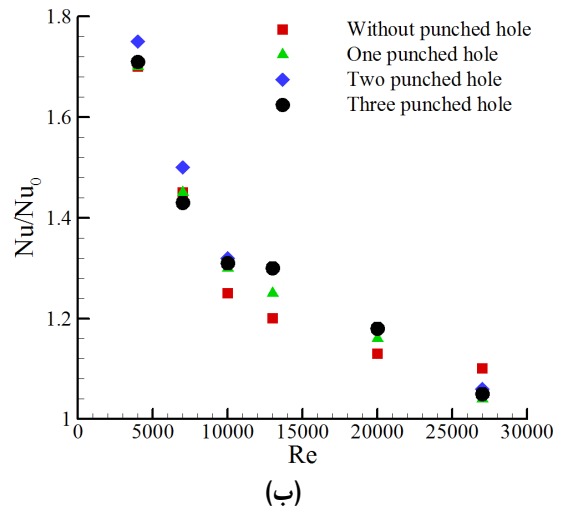 1.8
1.6
1.4
1.2
1
Nu/Nu₀
Without punched hole
One punched hole
Two punched hole
Three punched hole
0 5000 10000 15000 20000 25000 30000
Re
(ب)